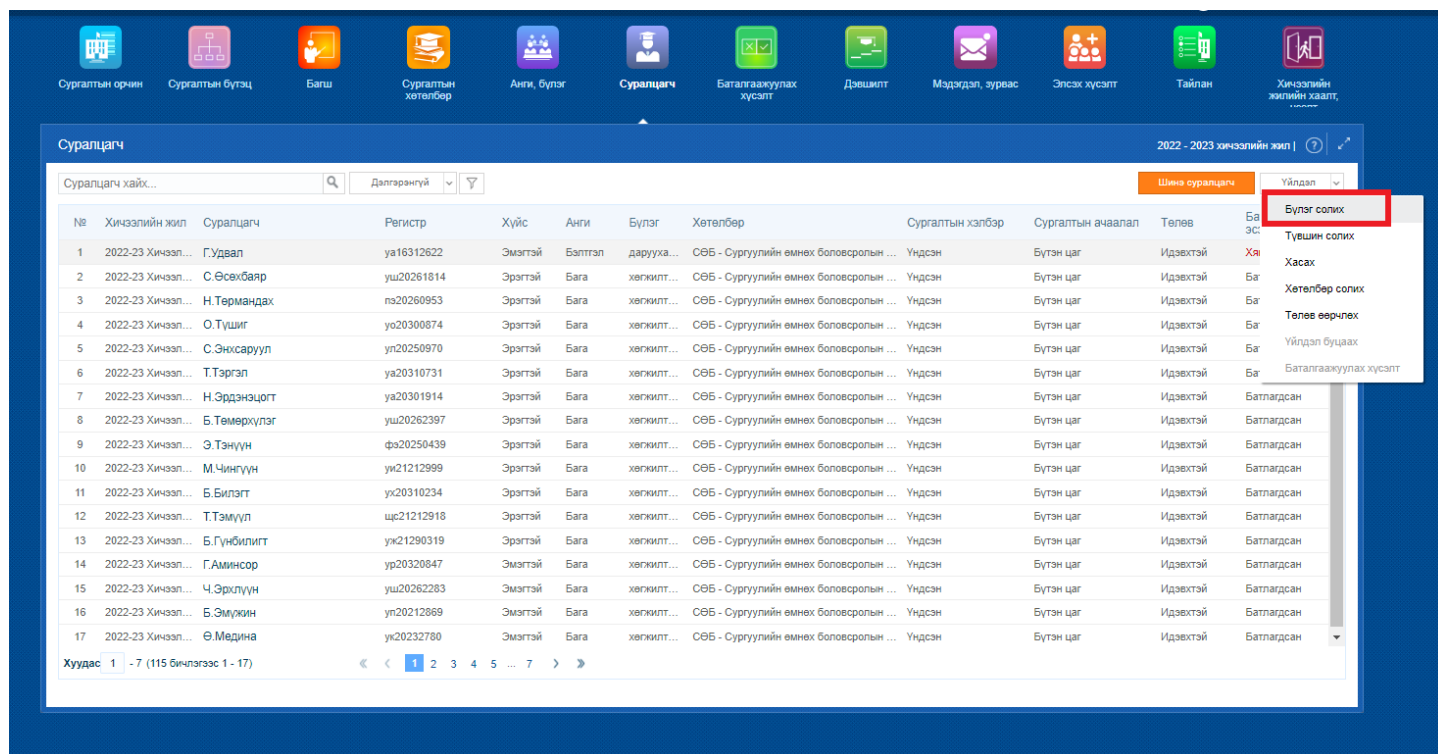 Сургалтын орчин
Сургалтын бүтэц
Багш
Сургалтын хөтөлбөр
Анги, бүлэг
Суралцагч
Баталгаажуулах хүсэлт
Дэвшилт
Мэдэгдэл, зурвас
Элсэх хүсэлт
Тайлан
Хичээлийн жилийн хаалт,
Суралцагч 2022 - 2023 хичээлийн жил |
Суралцагч хайх... Дэлгэрэнгүй Шинэ суралцагч Үйлдэл
№ Хичээлийн жил Суралцагч Регистр Хүйс Анги Бүлэг Хөтөлбөр Сургалтын хэлбэр Сургалтын ачаалал Төлөв
Бүлэг солих
Түвшин солих
Хасах
Хөтөлбөр солих
Төлөв өөрчлөх
Үйлдэл буцаах
Баталгаажуулах хүсэлт
1 2022-23 Хичээл... Г.Удвал уа16312622 Эмэгтэй Бэлтгэл даруужа... СӨБ - Сургуулийн өмнөх боловсролын ... Үндсэн Бүтэн цаг Идэвхтэй
2 2022-23 Хичээл... С.Өсөхбаяр уш20261814 Эрэгтэй Бага хөгжилт... СӨБ - Сургуулийн өмнөх боловсролын ... Үндсэн Бүтэн цаг Идэвхтэй
3 2022-23 Хичээл... Н.Төрмандах пэ20260953 Эрэгтэй Бага хөгжилт... СӨБ - Сургуулийн өмнөх боловсролын ... Үндсэн Бүтэн цаг Идэвхтэй
4 2022-23 Хичээл... О.Түшиг уо20300874 Эрэгтэй Бага хөгжилт... СӨБ - Сургуулийн өмнөх боловсролын ... Үндсэн Бүтэн цаг Идэвхтэй
5 2022-23 Хичээл... С.Энхсаруул ул20250970 Эрэгтэй Бага хөгжилт... СӨБ - Сургуулийн өмнөх боловсролын ... Үндсэн Бүтэн цаг Идэвхтэй
6 2022-23 Хичээл... Т.Тэргэл уа20310731 Эрэгтэй Бага хөгжилт... СӨБ - Сургуулийн өмнөх боловсролын ... Үндсэн Бүтэн цаг Идэвхтэй
7 2022-23 Хичээл... Н.Эрдэнэцогт уа20301914 Эрэгтэй Бага хөгжилт... СӨБ - Сургуулийн өмнөх боловсролын ... Үндсэн Бүтэн цаг Идэвхтэй Батлагдсан
8 2022-23 Хичээл... Б.Төмөрхүлэг уш20262397 Эрэгтэй Бага хөгжилт... СӨБ - Сургуулийн өмнөх боловсролын ... Үндсэн Бүтэн цаг Идэвхтэй Батлагдсан
9 2022-23 Хичээл... Э.Тэнүүн фэ20250439 Эрэгтэй Бага хөгжилт... СӨБ - Сургуулийн өмнөх боловсролын ... Үндсэн Бүтэн цаг Идэвхтэй Батлагдсан
10 2022-23 Хичээл... М.Чингүүн уи21212999 Эрэгтэй Бага хөгжилт... СӨБ - Сургуулийн өмнөх боловсролын ... Үндсэн Бүтэн цаг Идэвхтэй Батлагдсан
11 2022-23 Хичээл... Б.Билэгт ух20310234 Эрэгтэй Бага хөгжилт... СӨБ - Сургуулийн өмнөх боловсролын ... Үндсэн Бүтэн цаг Идэвхтэй Батлагдсан
12 2022-23 Хичээл... Т.Тэмүүл щс21212918 Эрэгтэй Бага хөгжилт... СӨБ - Сургуулийн өмнөх боловсролын ... Үндсэн Бүтэн цаг Идэвхтэй Батлагдсан
13 2022-23 Хичээл... Б.Гүнбилигт уж21290319 Эрэгтэй Бага хөгжилт... СӨБ - Сургуулийн өмнөх боловсролын ... Үндсэн Бүтэн цаг Идэвхтэй Батлагдсан
14 2022-23 Хичээл... Г.Аминсор ур20320847 Эмэгтэй Бага хөгжилт... СӨБ - Сургуулийн өмнөх боловсролын ... Үндсэн Бүтэн цаг Идэвхтэй Батлагдсан
15 2022-23 Хичээл... Ч.Эрхлүүн уш20262283 Эмэгтэй Бага хөгжилт... СӨБ - Сургуулийн өмнөх боловсролын ... Үндсэн Бүтэн цаг Идэвхтэй Батлагдсан
16 2022-23 Хичээл... Б.Эмүжин уп20212869 Эмэгтэй Бага хөгжилт... СӨБ - Сургуулийн өмнөх боловсролын ... Үндсэн Бүтэн цаг Идэвхтэй Батлагдсан
17 2022-23 Хичээл... Ө.Медина ук20232780 Эмэгтэй Бага хөгжилт... СӨБ - Сургуулийн өмнөх боловсролын ... Үндсэн Бүтэн цаг Идэвхтэй Батлагдсан
Хуудас 1 - 7 (115 бичлэгээс 1 - 17) 1 2 3 4 5 ... 7